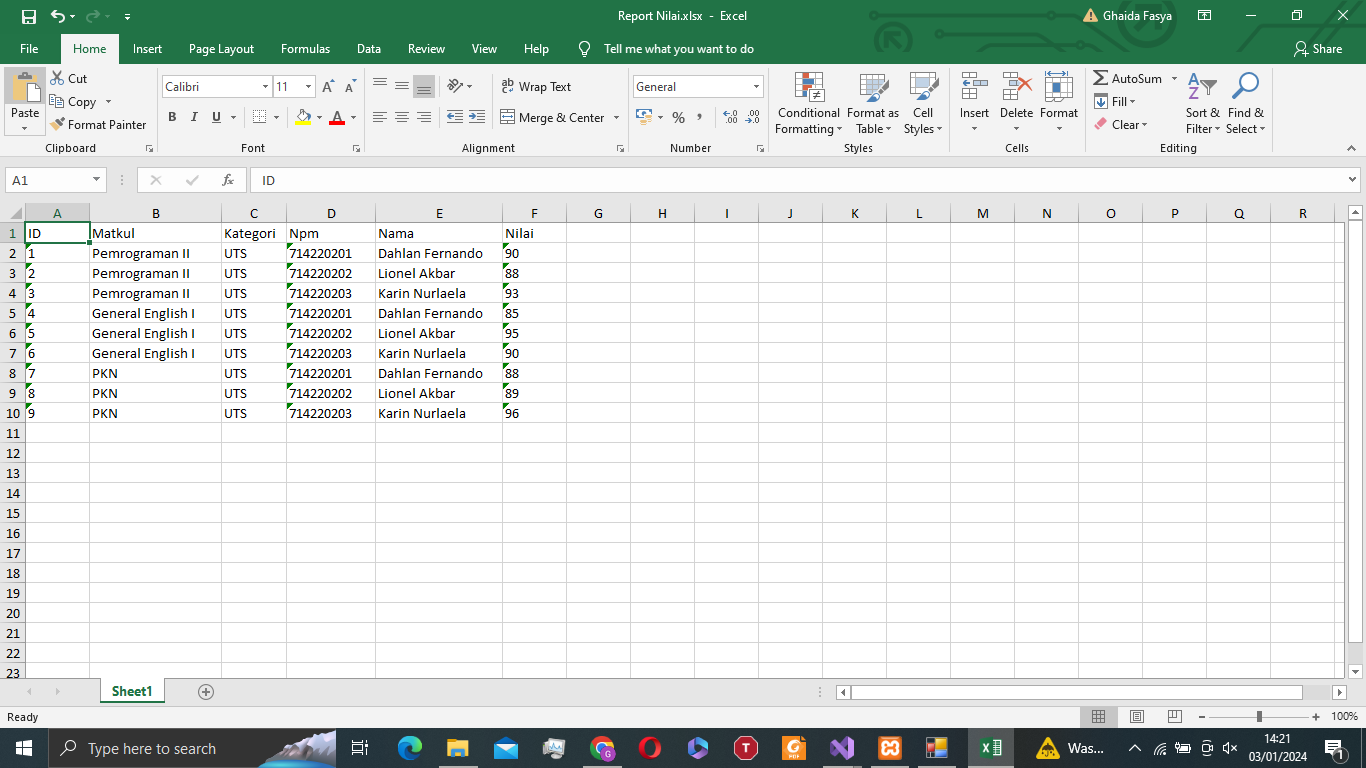 Report Nilai.xlsx - Excel
Ghaida Fasya
File Home Insert Page Layout Formulas Data Review View Help Tell me what you want to do Share
Paste
Cut
Copy
Format Painter
Clipboard
Calibri 11
B I U A
Font
Wrap Text
Merge & Center
Alignment
General
% ,
Number
Conditional Formatting
Format as Table
Cell Styles
Styles
Insert Delete Format
Cells
AutoSum
Fill
Clear
Sort & Filter
Find & Select
Editing
A1 fx ID
A B C D E F G H I J K L M N O P Q R
1 ID Matkul Kategori Npm Nama Nilai
2 1 Pemrograman II UTS 714220201 Dahlan Fernando 90
3 2 Pemrograman II UTS 714220202 Lionel Akbar 88
4 3 Pemrograman II UTS 714220203 Karin Nurlaela 93
5 4 General English I UTS 714220201 Dahlan Fernando 85
6 5 General English I UTS 714220202 Lionel Akbar 95
7 6 General English I UTS 714220203 Karin Nurlaela 90
8 7 PKN UTS 714220201 Dahlan Fernando 88
9 8 PKN UTS 714220202 Lionel Akbar 89
10 9 PKN UTS 714220203 Karin Nurlaela 96
11
12
13
14
15
16
17
18
19
20
21
22
23
Sheet1
Ready 100%
Type here to search
Was...
14:21
03/01/2024
1